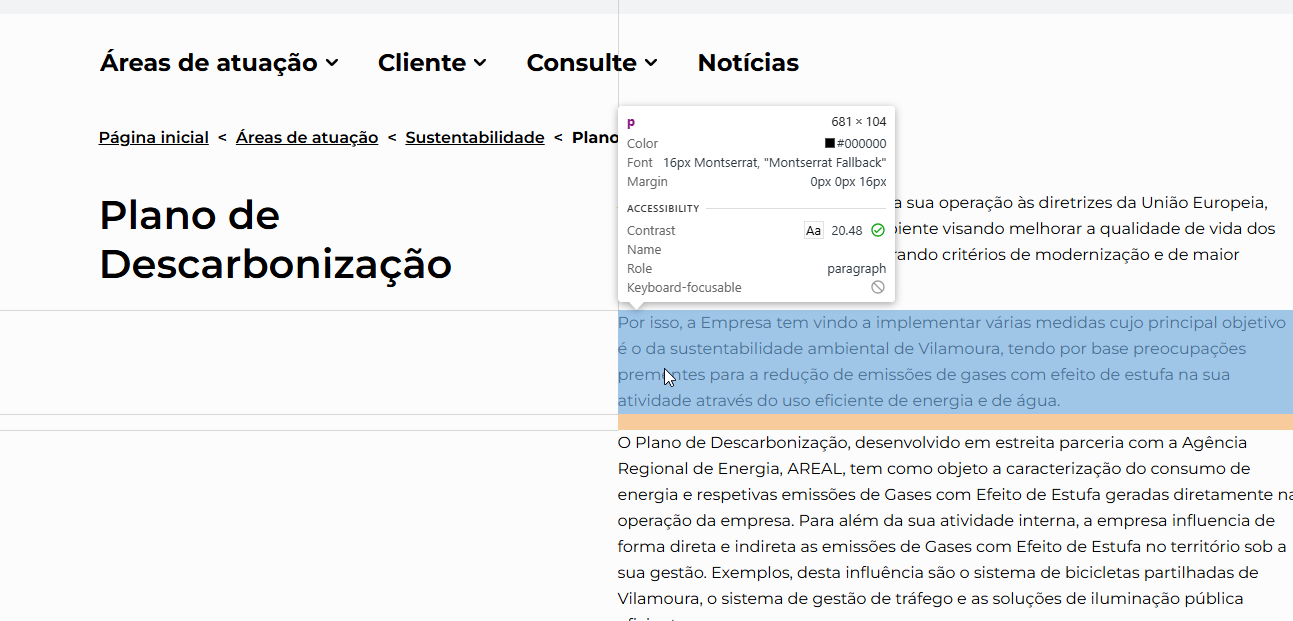 Áreas de atuação Cliente Consulte Notícias
Página inicial < Áreas de atuação < Sustentabilidade < Plano
p 681 × 104
Color #000000
Font 16px Montserrat, "Montserrat Fallback"
Margin 0px 0px 16px
ACCESSIBILITY
Contrast Aa 20.48
Name
Role paragraph
Keyboard-focusable
Plano de
Descarbonização
a sua operação às diretrizes da União Europeia,
visando melhorar a qualidade de vida dos
critérios de modernização e de maior
Por isso, a Empresa tem vindo a implementar várias medidas cujo principal objetivo
é o da sustentabilidade ambiental de Vilamoura, tendo por base preocupações
prementes para a redução de emissões de gases com efeito de estufa na sua
atividade através do uso eficiente de energia e de água.
O Plano de Descarbonização, desenvolvido em estreita parceria com a Agência
Regional de Energia, AREAL, tem como objeto a caracterização do consumo de
energia e respetivas emissões de Gases com Efeito de Estufa geradas diretamente na
operação da empresa. Para além da sua atividade interna, a empresa influencia de
forma direta e indireta as emissões de Gases com Efeito de Estufa no território sob a
sua gestão. Exemplos, desta influência são o sistema de bicicletas partilhadas de
Vilamoura, o sistema de gestão de tráfego e as soluções de iluminação pública